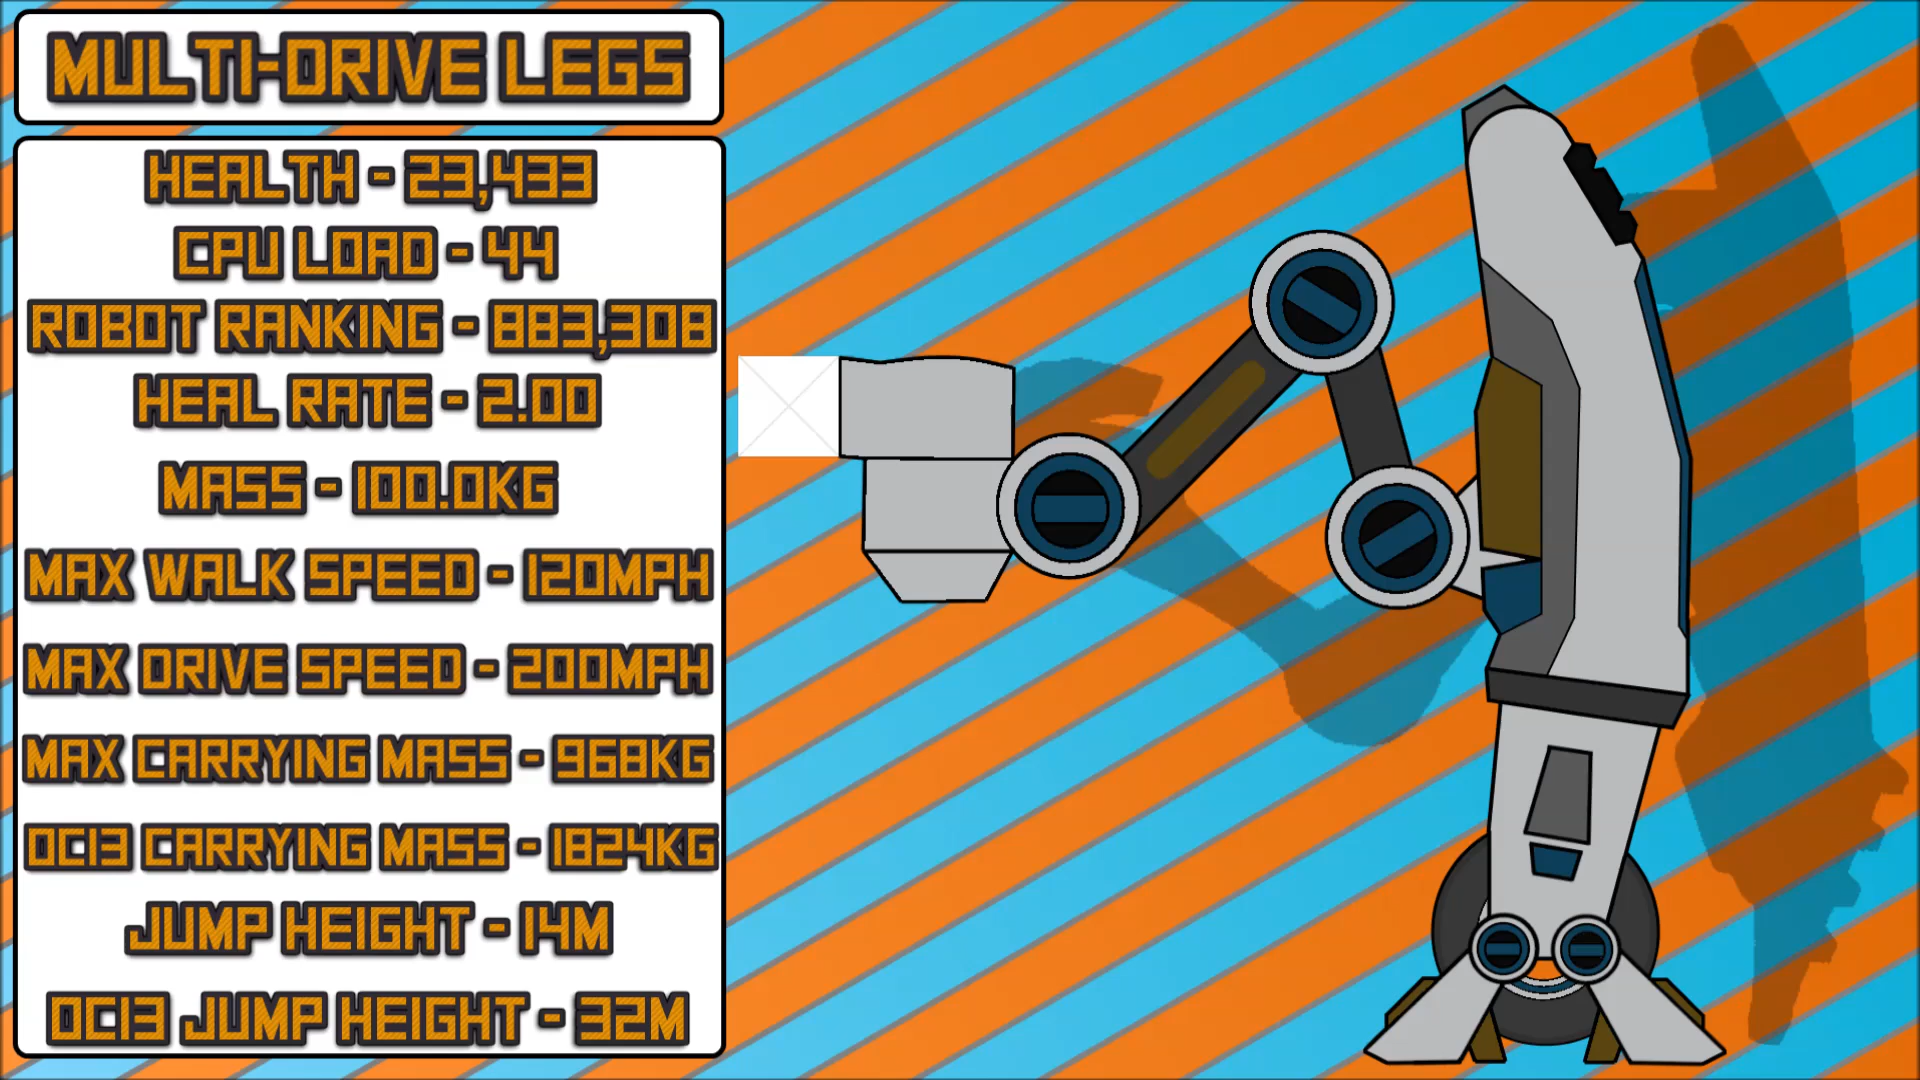 MULTI-DRIVE LEGS
HEALTH - 23,433
CPU LOAD - 44
ROBOT RANKING - 883,308
HEAL RATE - 2.00
MASS - 100.0KG
MAX WALK SPEED - 120MPH
MAX DRIVE SPEED - 200MPH
MAX CARRYING MASS - 968KG
OC13 CARRYING MASS - 1824KG
JUMP HEIGHT - 14M
OC13 JUMP HEIGHT - 32M